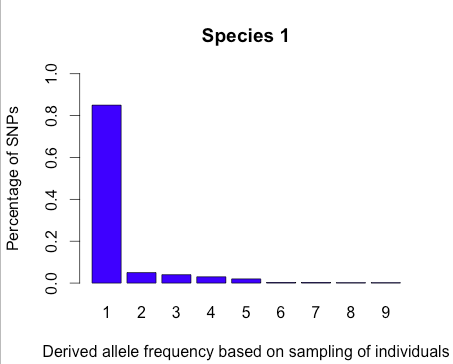 Species 1
Percentage of SNPs
1.0
0.8
0.6
0.4
0.2
0.0
1 2 3 4 5 6 7 8 9
Derived allele frequency based on sampling of individuals